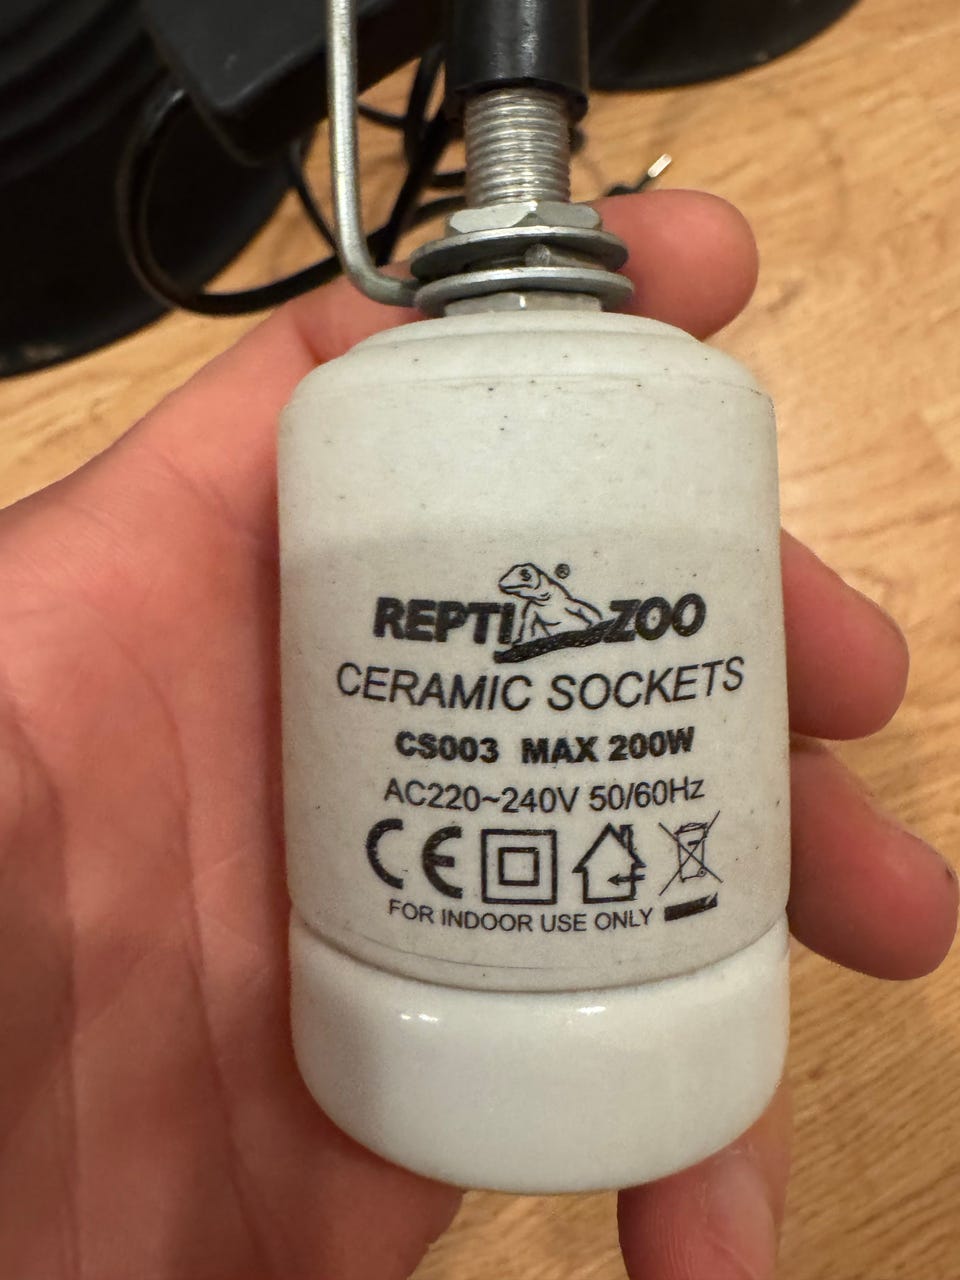 REPTI ZOO ®
CERAMIC SOCKETS
CS003 MAX 200W
AC220~240V 50/60Hz
CE
FOR INDOOR USE ONLY